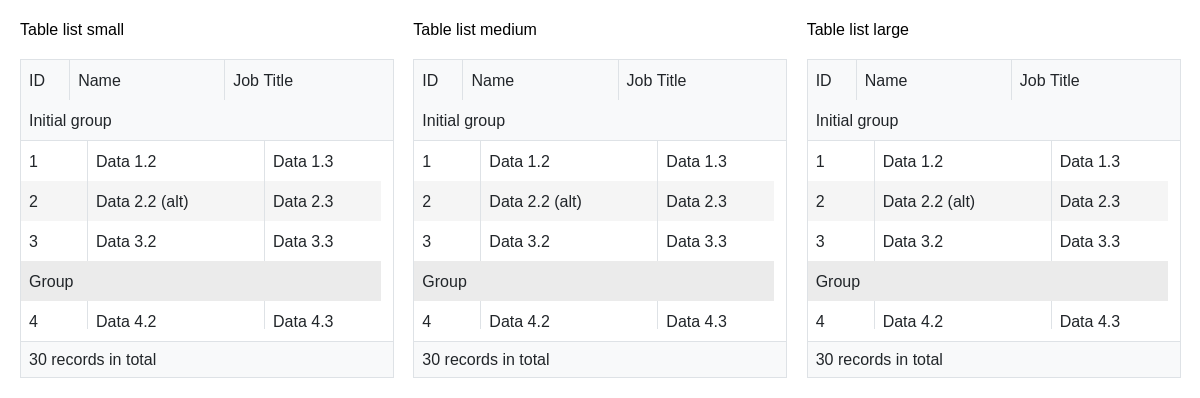 Table list small
ID Name Job Title
Initial group
1 Data 1.2 Data 1.3
2 Data 2.2 (alt) Data 2.3
3 Data 3.2 Data 3.3
Group
4 Data 4.2 Data 4.3
30 records in total
Table list medium
ID Name Job Title
Initial group
1 Data 1.2 Data 1.3
2 Data 2.2 (alt) Data 2.3
3 Data 3.2 Data 3.3
Group
4 Data 4.2 Data 4.3
30 records in total
Table list large
ID Name Job Title
Initial group
1 Data 1.2 Data 1.3
2 Data 2.2 (alt) Data 2.3
3 Data 3.2 Data 3.3
Group
4 Data 4.2 Data 4.3
30 records in total